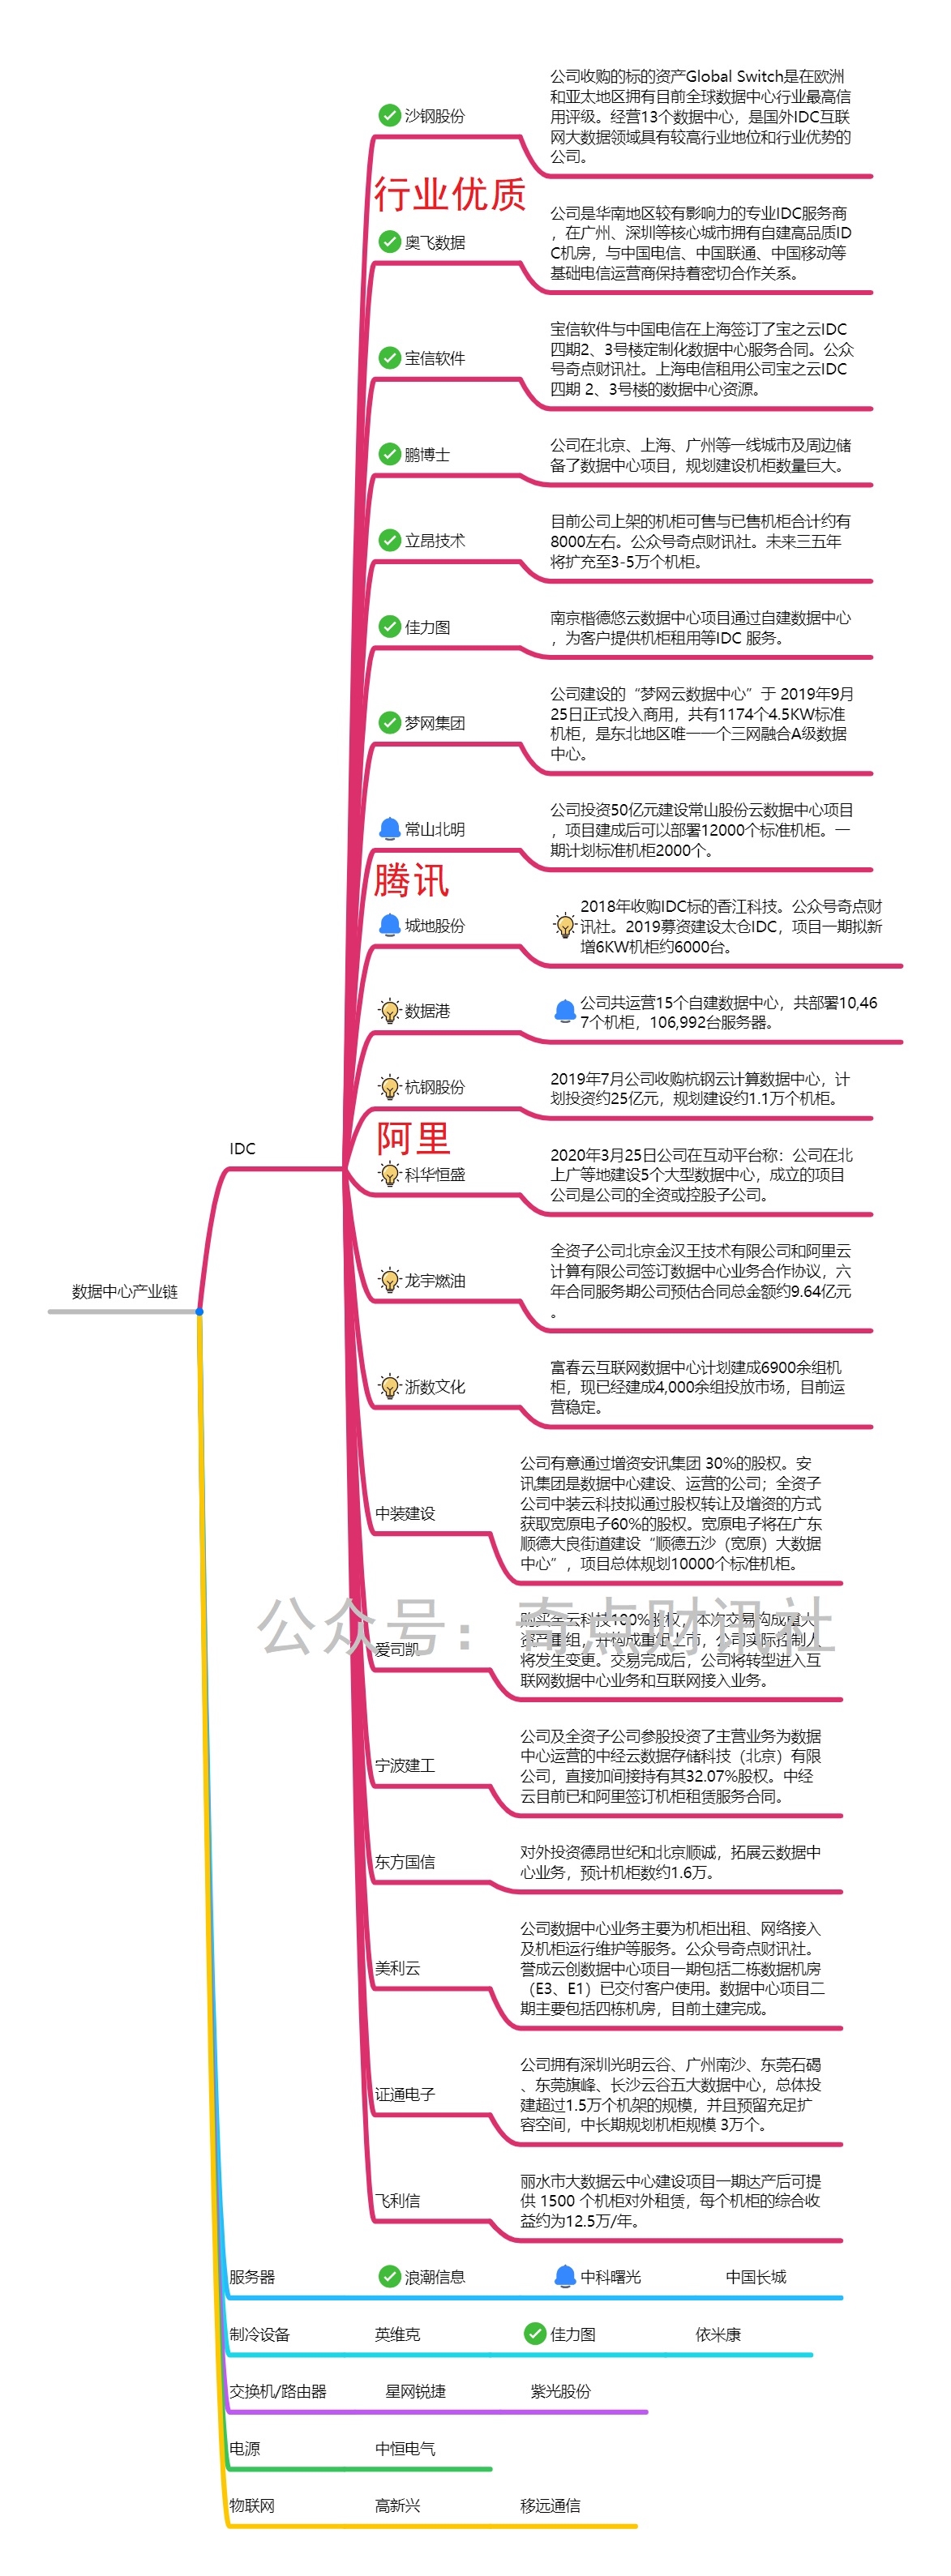 沙钢股份
公司收购的标的资产Global Switch是在欧洲
和亚太地区拥有目前全球数据中心行业最高信
用评级。经营13个数据中心，是国外IDC互联
网大数据领域具有较高行业地位和行业优势的
公司。
行业优质
奥飞数据
公司是华南地区较有影响力的专业IDC服务商
，在广州、深圳等核心城市拥有自建高品质ID
C机房，与中国电信、中国联通、中国移动等
基础电信运营商保持着密切合作关系。
宝信软件
宝信软件与中国电信在上海签订了宝之云IDC
四期2、3号楼定制化数据中心服务合同。公众
号奇点财讯社。上海电信租用公司宝之云IDC
四期 2、3号楼的数据中心资源。
鹏博士
公司在北京、上海、广州等一线城市及周边储
备了数据中心项目，规划建设机柜数量巨大。
立昂技术
目前公司上架的机柜可售与已售机柜合计约有
8000左右。公众号奇点财讯社。未来三五年
将扩充至3-5万个机柜。
佳力图
南京楷德悠云数据中心项目通过自建数据中心
，为客户提供机柜租用等IDC 服务。
梦网集团
公司建设的“梦网云数据中心”于 2019年9月
25日正式投入商用，共有1174个4.5KW标准
机柜，是东北地区唯一一个三网融合A级数据
中心。
常山北明
公司投资50亿元建设常山股份云数据中心项目
，项目建成后可以部署12000个标准机柜。一
期计划标准机柜2000个。
腾讯
城地股份
2018年收购IDC标的香江科技。公众号奇点财
讯社。2019募资建设太仓IDC，项目一期拟新
增6KW机柜约6000台。
数据港
公司共运营15个自建数据中心，共部署10,46
7个机柜，106,992台服务器。
杭钢股份
2019年7月公司收购杭钢云计算数据中心，计
划投资约25亿元，规划建设约1.1万个机柜。
阿里
IDC
科华恒盛
2020年3月25日公司在互动平台称：公司在北
上广等地建设5个大型数据中心，成立的项目
公司是公司的全资或控股子公司。
龙宇燃油
全资子公司北京金汉王技术有限公司和阿里云
计算有限公司签订数据中心业务合作协议，六
年合同服务期公司预估合同总金额约9.64亿元
。
数据中心产业链
浙数文化
富春云互联网数据中心计划建成6900余组机
柜，现已经建成4,000余组投放市场，目前运
营稳定。
中装建设
公司有意通过增资安讯集团 30%的股权。安
讯集团是数据中心建设、运营的公司；全资子
公司中装云科技拟通过股权转让及增资的方式
获取宽原电子60%的股权。宽原电子将在广东
顺德大良街道建设“顺德五沙（宽原）大数据
中心”，项目总体规划10000个标准机柜。
公众号：奇点财讯社
爱司凯
购买金云科技100%股权，本次交易构成重大
资产重组，并构成重组上市，公司实际控制人
将发生变更。交易完成后，公司将转型进入互
联网数据中心业务和互联网接入业务。
宁波建工
公司及全资子公司参股投资了主营业务为数据
中心运营的中经云数据存储科技（北京）有限
公司，直接加间接持有其32.07%股权。中经
云目前已和阿里签订机柜租赁服务合同。
东方国信
对外投资德昂世纪和北京顺诚，拓展云数据中
心业务，预计机柜数约1.6万。
美利云
公司数据中心业务主要为机柜出租、网络接入
及机柜运行维护等服务。公众号奇点财讯社。
誉成云创数据中心项目一期包括二栋数据机房
（E3、E1）已交付客户使用。数据中心项目二
期主要包括四栋机房，目前土建完成。
证通电子
公司拥有深圳光明云谷、广州南沙、东莞石碣
、东莞旗峰、长沙云谷五大数据中心，总体投
建超过1.5万个机架的规模，并且预留充足扩
容空间，中长期规划机柜规模 3万个。
飞利信
丽水市大数据云中心建设项目一期达产后可提
供 1500 个机柜对外租赁，每个机柜的综合收
益约为12.5万/年。
服务器 浪潮信息 中科曙光 中国长城
制冷设备 英维克 佳力图 依米康
交换机/路由器 星网锐捷 紫光股份
电源 中恒电气
物联网 高新兴 移远通信